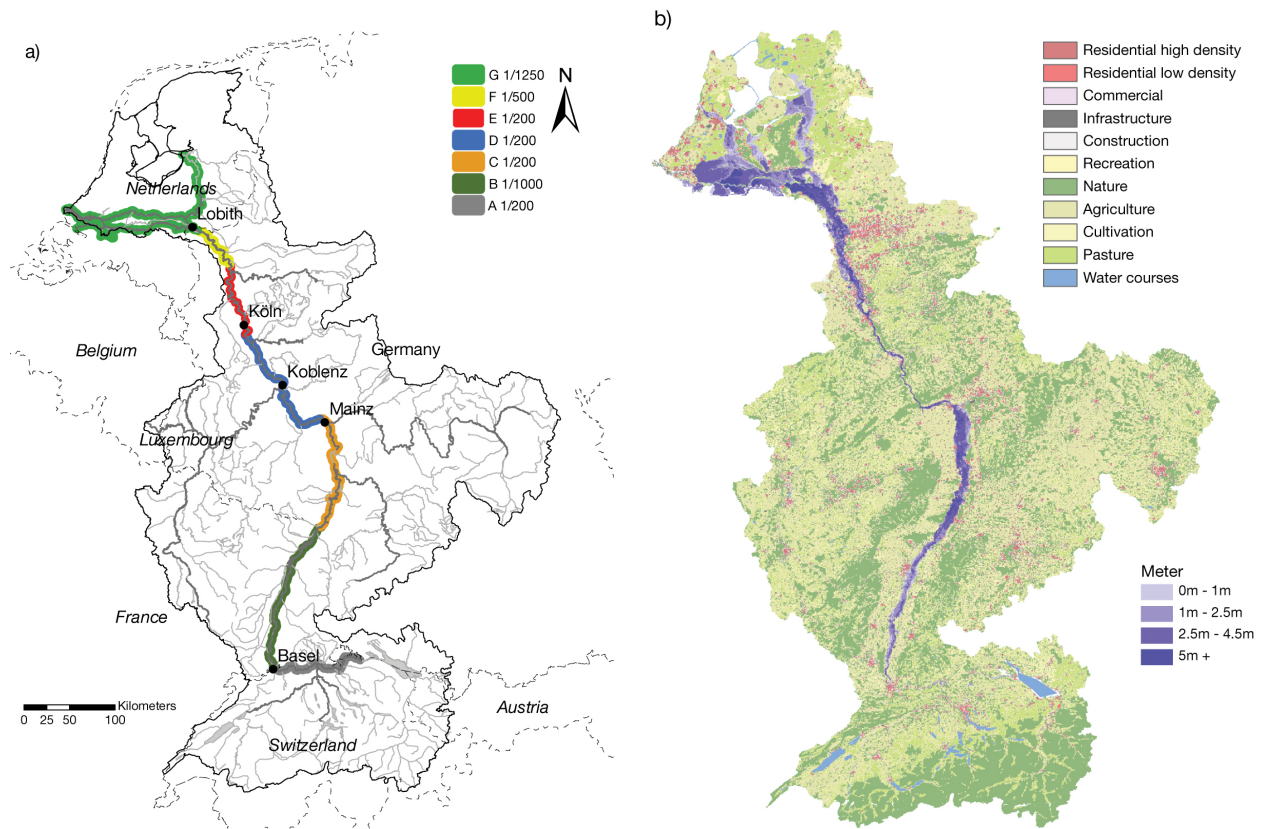 a)
G 1/1250
F 1/500
E 1/200
D 1/200
C 1/200
B 1/1000
A 1/200
N
Netherlands
Lobith
Köln
Belgium
Germany
Koblenz
Mainz
Luxembourg
France
Basel
Kilometers
0 25 50 100
Austria
Switzerland
b)
Residential high density
Residential low density
Commercial
Infrastructure
Construction
Recreation
Nature
Agriculture
Cultivation
Pasture
Water courses
Meter
0m - 1m
1m - 2.5m
2.5m - 4.5m
5m +